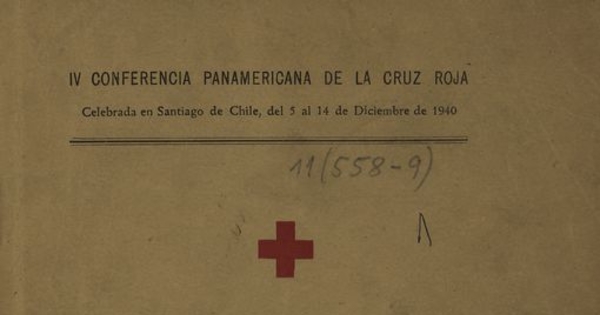 IV CONFERENCIA PANAMERICANA DE LA CRUZ ROJA
Celebrada en Santiago de Chile, del 5 al 14 de Diciembre de 1940
11(558-9)